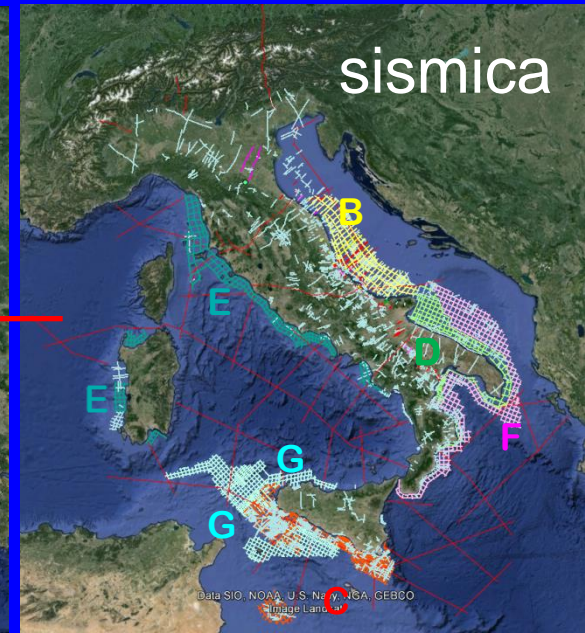 sismica
B
E
D
E
F
G
G
Data SIO, NOAA, U.S. Navy, NGA, GEBCO
Image Landsat
C